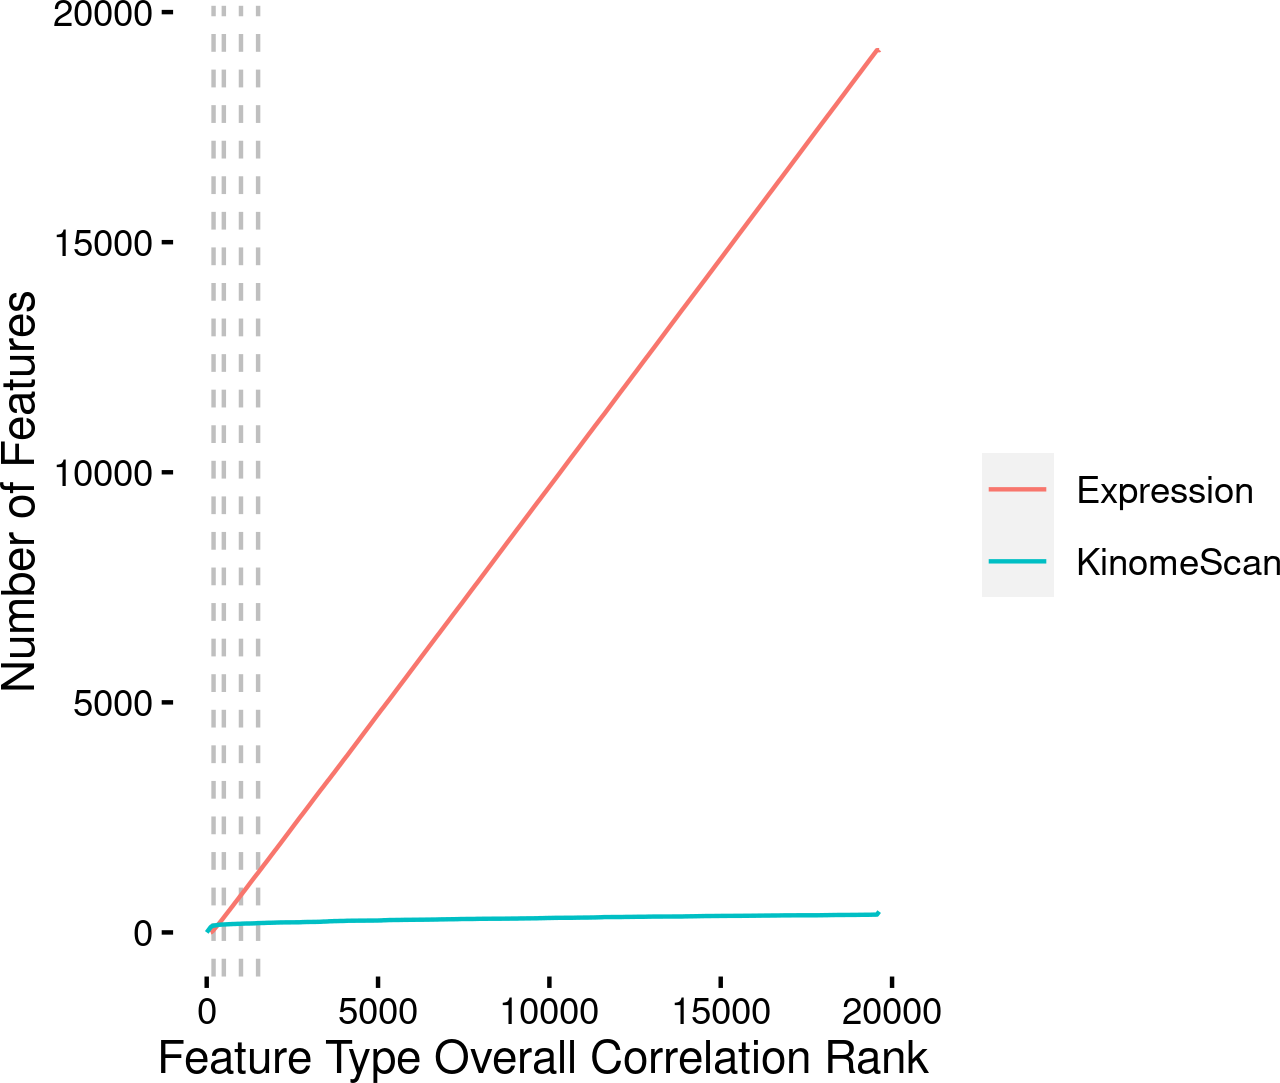 20000
15000
10000
5000
0
Number of Features
0 5000 10000 15000 20000
Feature Type Overall Correlation Rank
Expression
KinomeScan